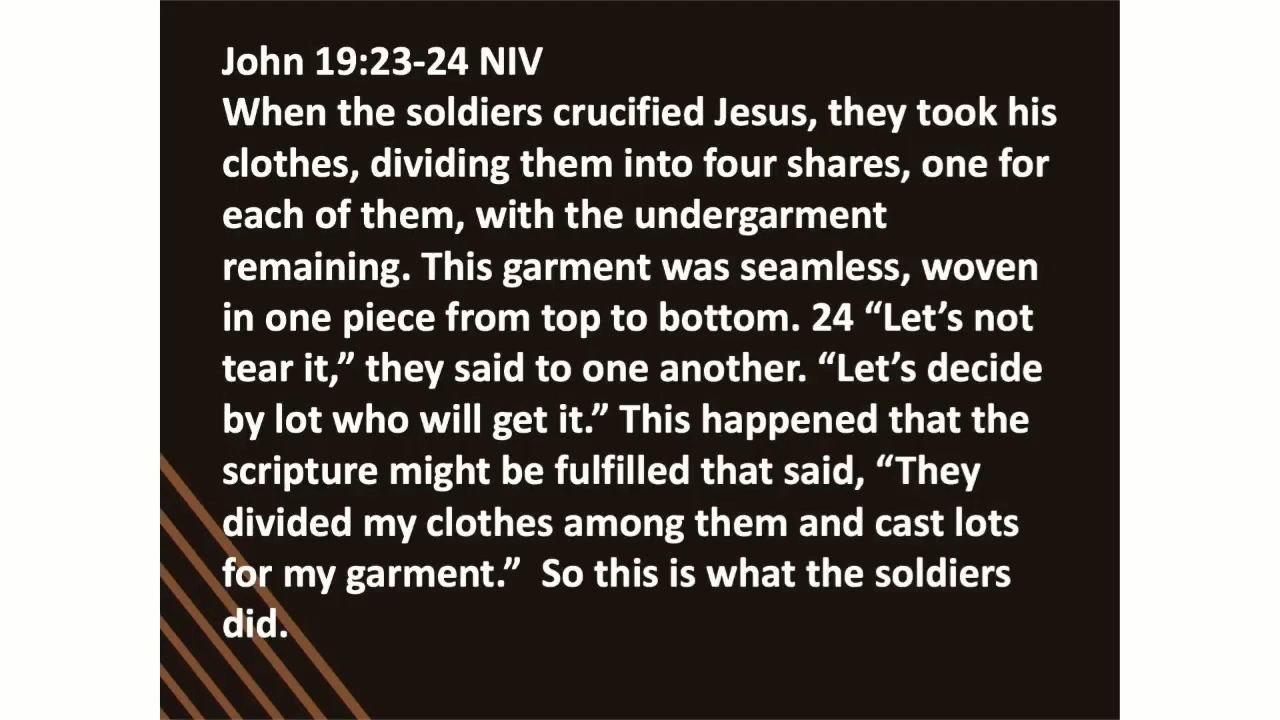 John 19:23-24 NIV
When the soldiers crucified Jesus, they took his
clothes, dividing them into four shares, one for
each of them, with the undergarment
remaining. This garment was seamless, woven
in one piece from top to bottom. 24 “Let’s not
tear it,” they said to one another. “Let’s decide
by lot who will get it.” This happened that the
scripture might be fulfilled that said, “They
divided my clothes among them and cast lots
for my garment.”  So this is what the soldiers
did.